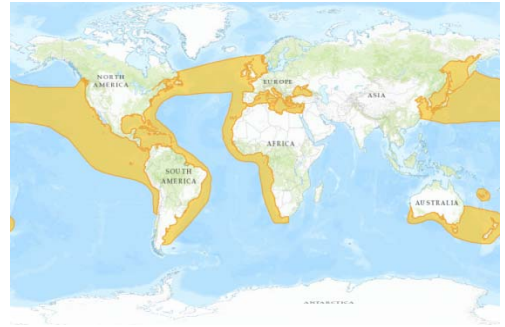 NORTH
AMERICA
EUROPE
ASIA
AFRICA
SOUTH
AMERICA
AUSTRALIA
ANTARCTICA